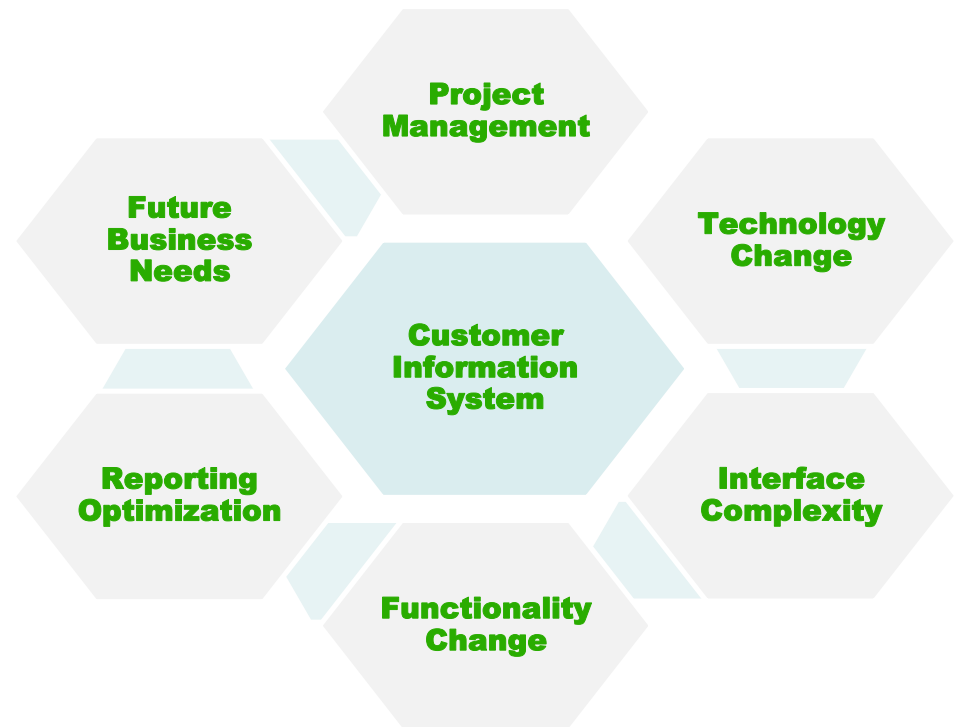 Project
Management
Future
Business
Needs
Technology
Change
Customer
Information
System
Reporting
Optimization
Interface
Complexity
Functionality
Change